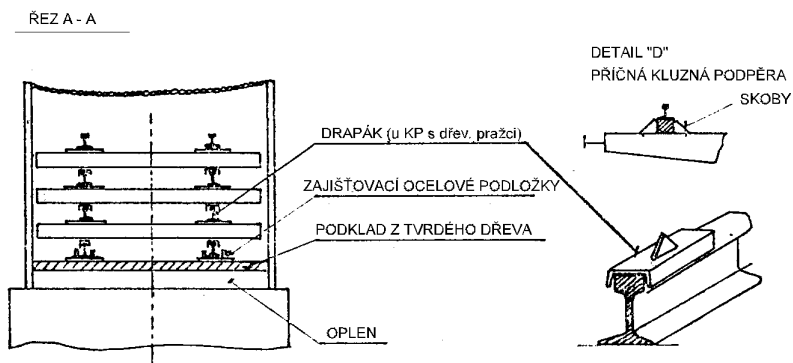 ŘEZ A - A
DETAIL "D"
PŘÍČNÁ KLUZNÁ PODPĚRA
SKOBY
DRAPÁK (u KP s dřev. pražci)
ZAJIŠŤOVACÍ OCELOVÉ PODLOŽKY
PODKLAD Z TVRDÉHO DŘEVA
OPLEN